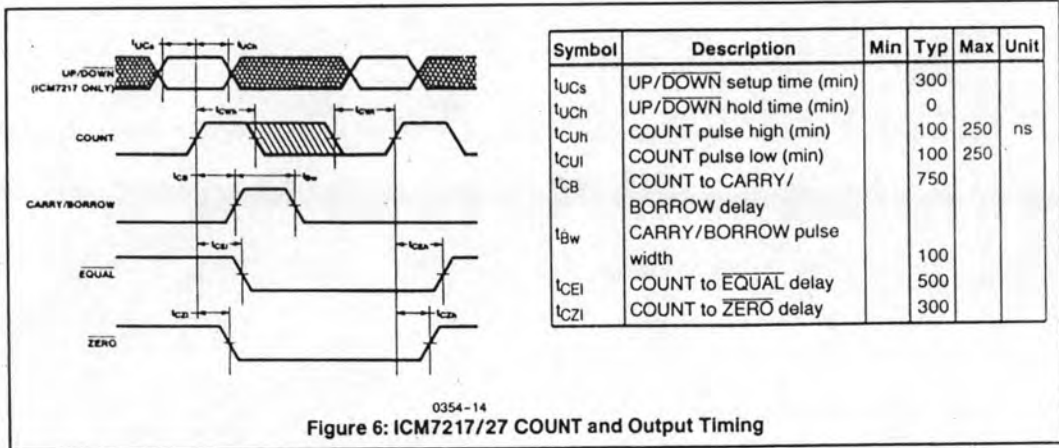 tUCs
tUCh
UP/DOWN
(ICM7217 ONLY)
tCWh
tCWl
COUNT
tCB
tBw
CARRY/BORROW
tCEl
tCEh
EQUAL
tCZl
tCZh
ZERO
0354-14
Symbol Description Min Typ Max Unit
tUCs UP/DOWN setup time (min) 300
tUCh UP/DOWN hold time (min) 0
tCUh COUNT pulse high (min) 100 250 ns
tCUl COUNT pulse low (min) 100 250
tCB COUNT to CARRY/ 750
BORROW delay
tBw CARRY/BORROW pulse
width 100
tCEl COUNT to EQUAL delay 500
tCZl COUNT to ZERO delay 300
Figure 6: ICM7217/27 COUNT and Output Timing